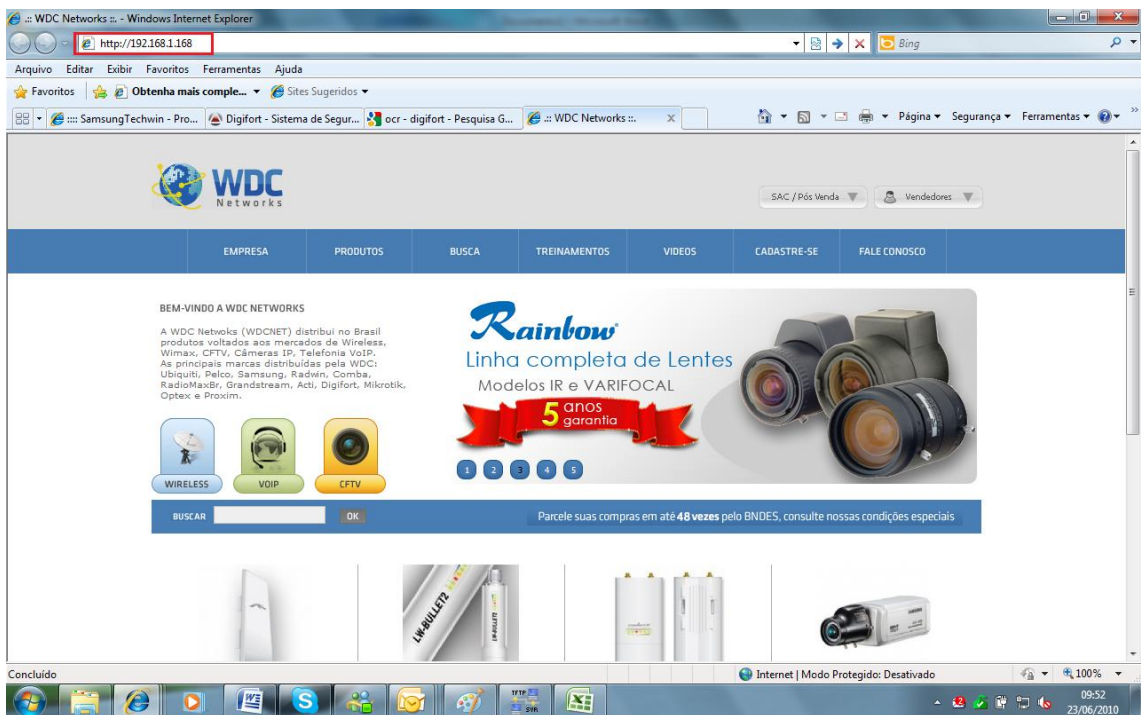 .:: WDC Networks ::. - Windows Internet Explorer
http://192.168.1.168
Bing
Arquivo Editar Exibir Favoritos Ferramentas Ajuda
Favoritos Obtenha mais comple... Sites Sugeridos
:::: SamsungTechwin - Pro... Digifort - Sistema de Segur... ocr - digifort - Pesquisa G... .:: WDC Networks ::. Página Segurança Ferramentas
WDC
Networks
SAC / Pós Venda Vendedores
EMPRESA PRODUTOS BUSCA TREINAMENTOS VIDEOS CADASTRE-SE FALE CONOSCO
BEM-VINDO A WDC NETWORKS
A WDC Netwoks (WDCNET) distribui no Brasil
produtos voltados aos mercados de Wireless,
Wimax, CFTV, Câmeras IP, Telefonia VoIP.
As principais marcas distribuídas pela WDC:
Ubiquiti, Pelco, Samsung, Radwin, Comba,
RadioMaxBr, Grandstream, Acti, Digifort, Mikrotik,
Optex e Proxim.
Rainbow
Linha completa de Lentes
Modelos IR e VARIFOCAL
5 anos
garantia
1 2 3 4 5
WIRELESS VOIP CFTV
BUSCAR OK Parcele suas compras em até 48 vezes pelo BNDES, consulte nossas condições especiais
LW-BULLET2
LW-BULLET2
Concluído Internet | Modo Protegido: Desativado 100%
09:52
23/06/2010